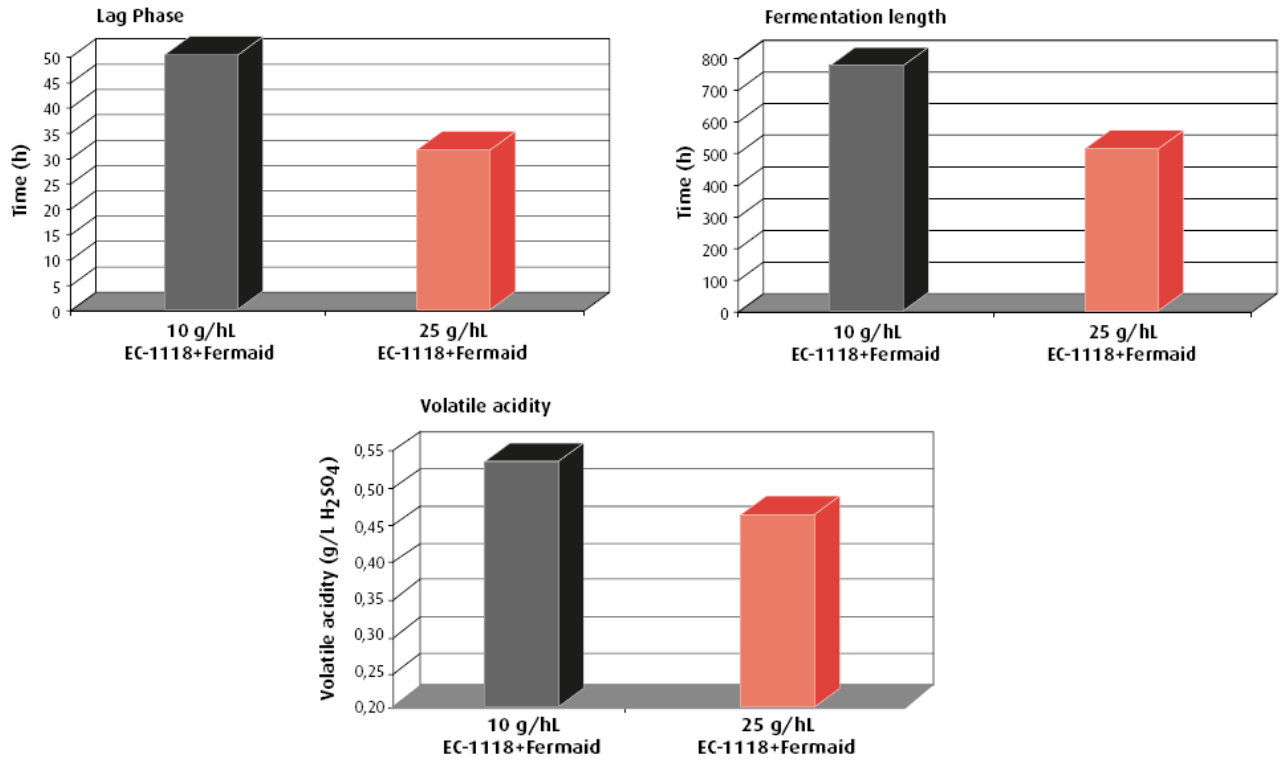 Lag Phase
Time (h)
50
45
40
35
30
25
20
15
10
5
0
10 g/hL
EC-1118+Fermaid
25 g/hL
EC-1118+Fermaid
Fermentation length
Time (h)
800
700
600
500
400
300
200
100
0
10 g/hL
EC-1118+Fermaid
25 g/hL
EC-1118+Fermaid
Volatile acidity
Volatile acidity (g/L H₂SO₄)
0,55
0,50
0,45
0,40
0,35
0,30
0,25
0,20
10 g/hL
EC-1118+Fermaid
25 g/hL
EC-1118+Fermaid